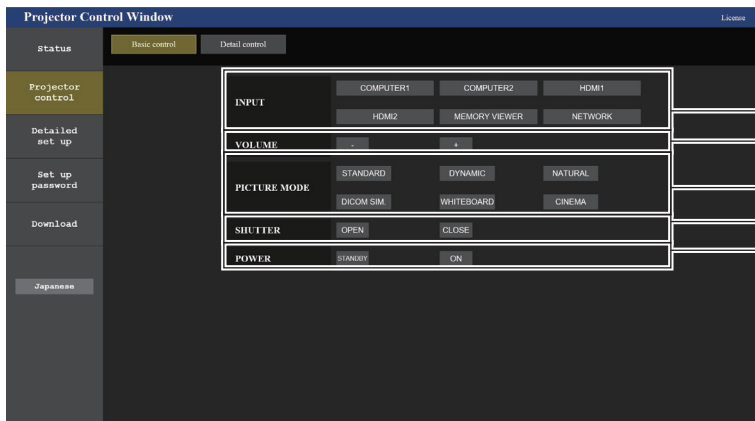 Projector Control Window
License
Status
Basic control
Detail control
Projector
control
INPUT
COMPUTER1
COMPUTER2
HDMI1
HDMI2
MEMORY VIEWER
NETWORK
Detailed
set up
VOLUME
-
+
Set up
password
PICTURE MODE
STANDARD
DYNAMIC
NATURAL
DICOM SIM.
WHITEBOARD
CINEMA
Download
SHUTTER
OPEN
CLOSE
POWER
STANDBY
ON
Japanese